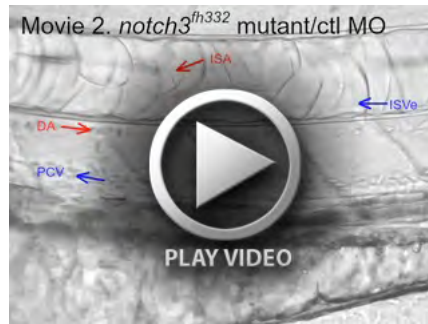 Movie 2. notch3fh332 mutant/ctl MO
ISA
ISVe
DA
PCV
PLAY VIDEO